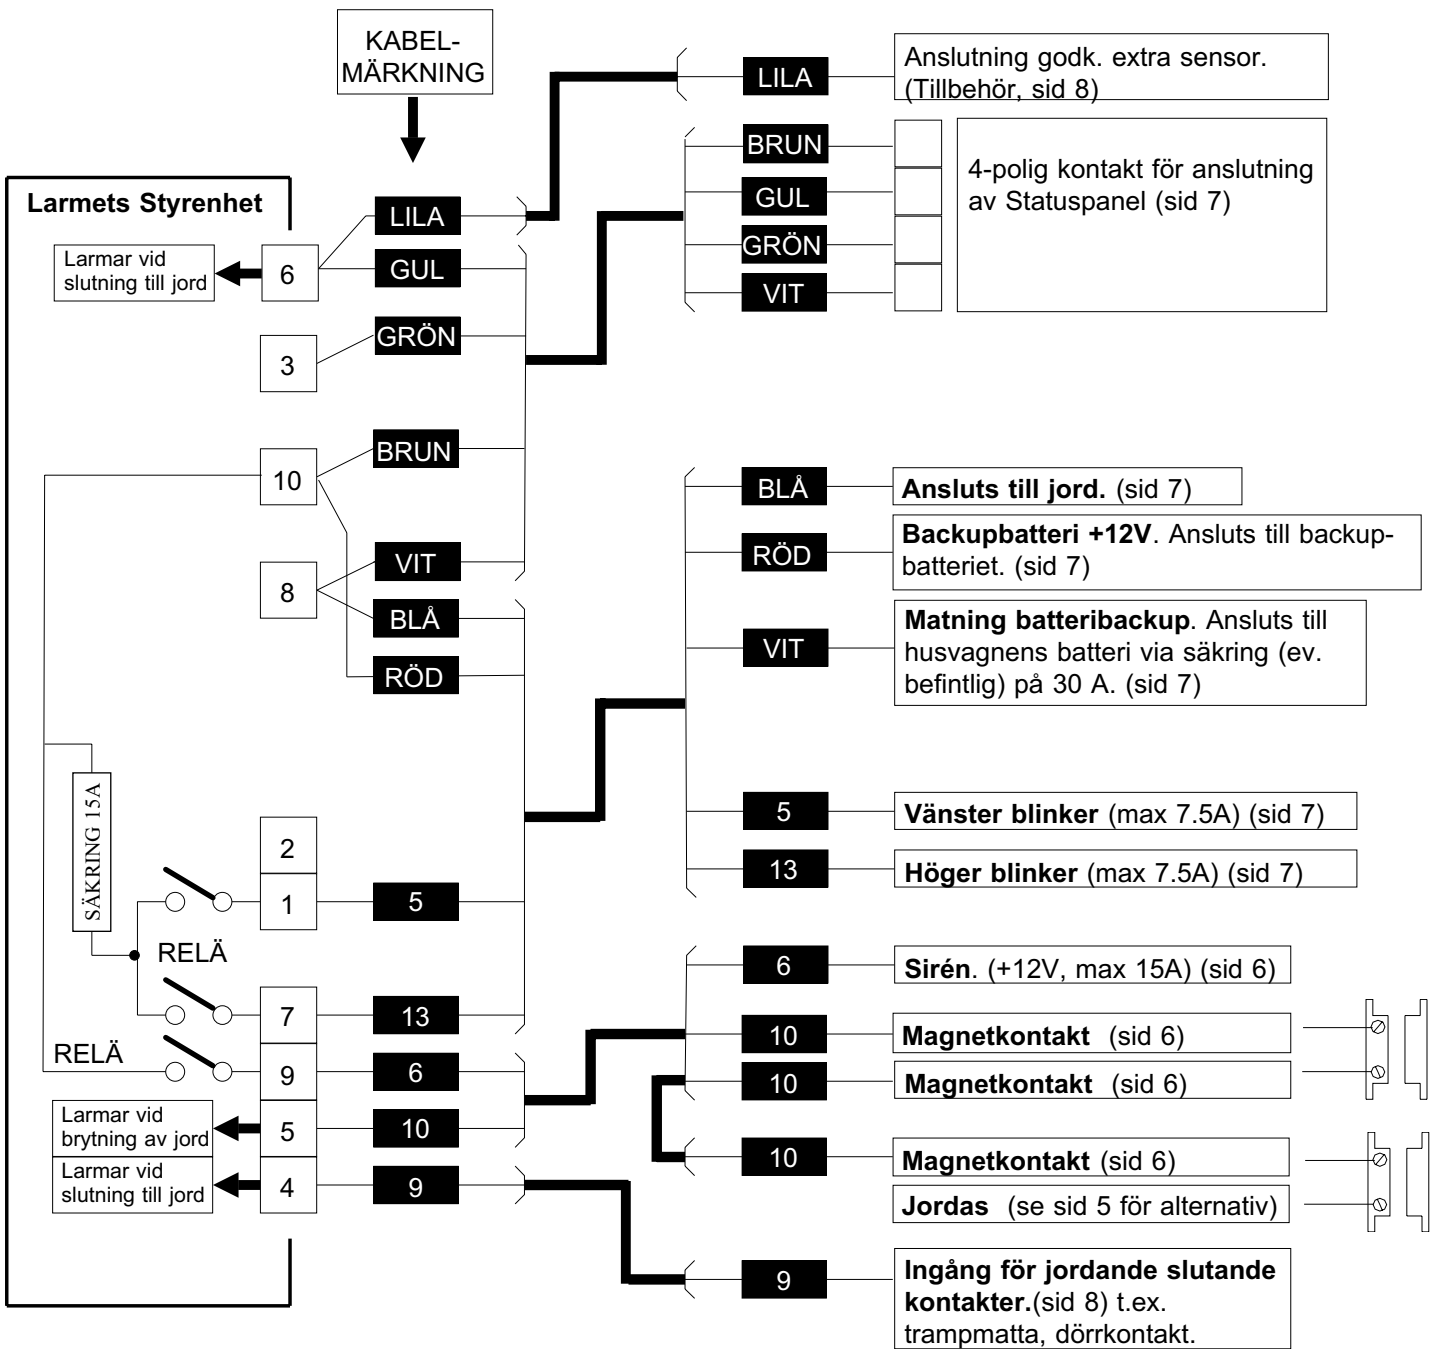 KABEL-
MÄRKNING
Larmets Styrenhet
Larmar vid
slutning till jord
6
3
10
8
2
1
7
9
5
4
LILA
GUL
GRÖN
BRUN
VIT
BLÅ
RÖD
5
13
6
10
9
SÄKRING 15A
RELÄ
RELÄ
Larmar vid
brytning av jord
Larmar vid
slutning till jord
LILA
Anslutning godk. extra sensor.
(Tillbehör, sid 8)
BRUN
GUL
GRÖN
VIT
4-polig kontakt för anslutning
av Statuspanel (sid 7)
BLÅ
Ansluts till jord. (sid 7)
RÖD
Backupbatteri +12V. Ansluts till backup-
batteriet. (sid 7)
VIT
Matning batteribackup. Ansluts till
husvagnens batteri via säkring (ev.
befintlig) på 30 A. (sid 7)
5
Vänster blinker (max 7.5A) (sid 7)
13
Höger blinker (max 7.5A) (sid 7)
6
Sirén. (+12V, max 15A) (sid 6)
10
Magnetkontakt (sid 6)
10
Magnetkontakt (sid 6)
10
Magnetkontakt (sid 6)
Jordas (se sid 5 för alternativ)
9
Ingång för jordande slutande
kontakter.(sid 8) t.ex.
trampmatta, dörrkontakt.